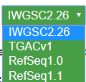 IWGSC2.26
IWGSC2.26
TGACv1
RefSeq1.0
RefSeq1.1